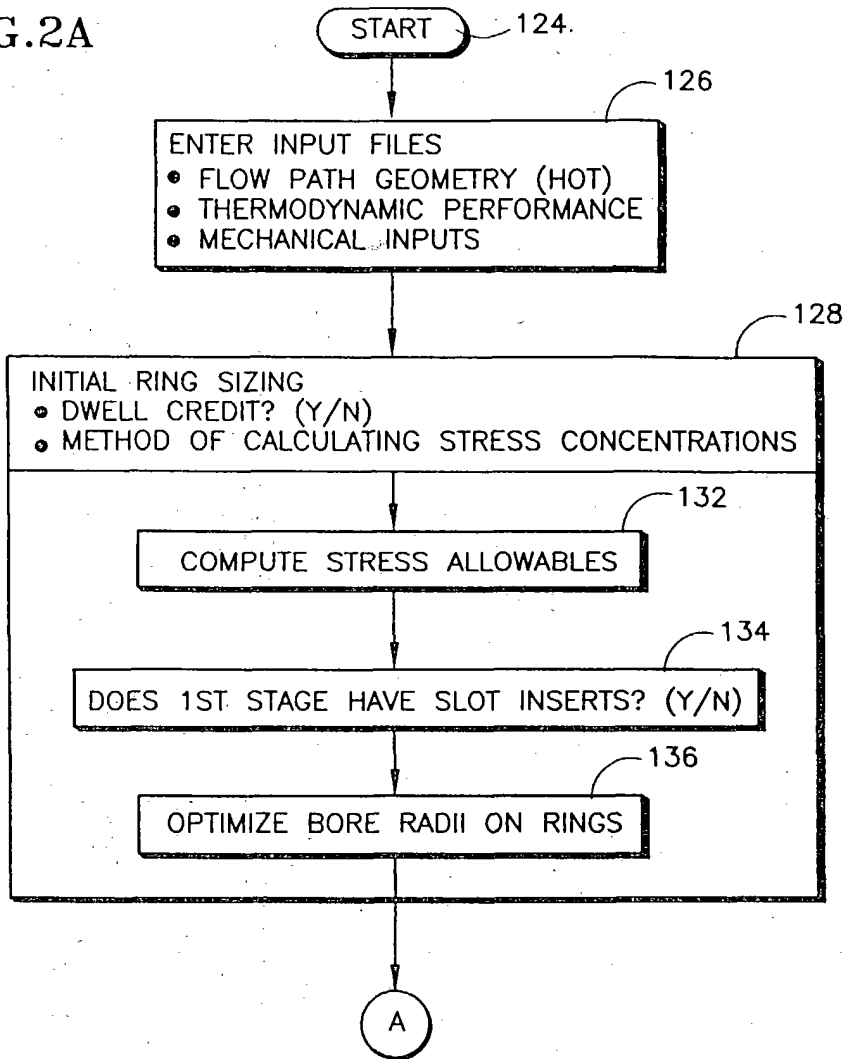 G.2A
START
124.
126
ENTER INPUT FILES
• FLOW PATH GEOMETRY (HOT)
• THERMODYNAMIC PERFORMANCE
• MECHANICAL INPUTS
128
INITIAL RING SIZING
• DWELL CREDIT? (Y/N)
• METHOD OF CALCULATING STRESS CONCENTRATIONS
132
COMPUTE STRESS ALLOWABLES
134
DOES 1ST STAGE HAVE SLOT INSERTS? (Y/N)
136
OPTIMIZE BORE RADII ON RINGS
A